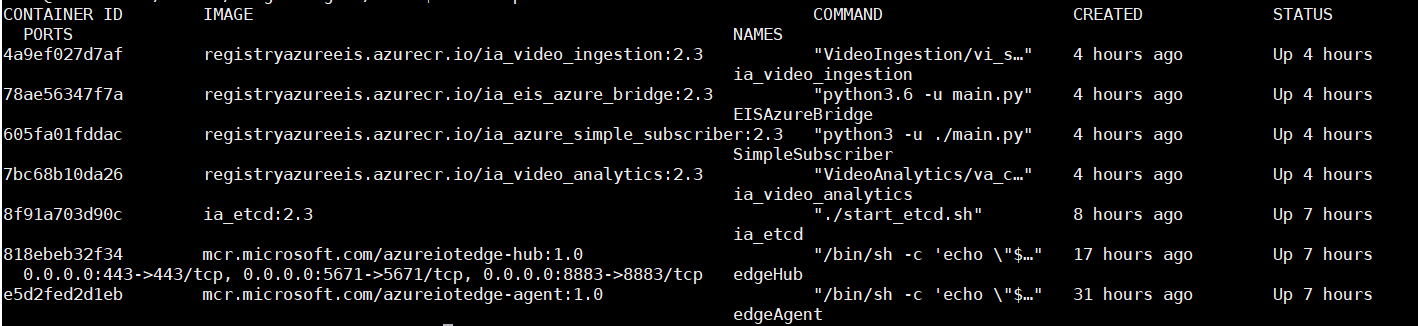 CONTAINER ID IMAGE COMMAND CREATED STATUS
PORTS NAMES
4a9ef027d7af registryazureeis.azurecr.io/ia_video_ingestion:2.3 "VideoIngestion/vi_s…" 4 hours ago Up 4 hours
ia_video_ingestion
78ae56347f7a registryazureeis.azurecr.io/ia_eis_azure_bridge:2.3 "python3.6 -u main.py" 4 hours ago Up 4 hours
EISAzureBridge
605fa01fddac registryazureeis.azurecr.io/ia_azure_simple_subscriber:2.3 "python3 -u ./main.py" 4 hours ago Up 4 hours
SimpleSubscriber
7bc68b10da26 registryazureeis.azurecr.io/ia_video_analytics:2.3 "VideoAnalytics/va_c…" 4 hours ago Up 4 hours
ia_video_analytics
8f91a703d90c ia_etcd:2.3 "./start_etcd.sh" 8 hours ago Up 7 hours
ia_etcd
818ebeb32f34 mcr.microsoft.com/azureiotedge-hub:1.0 "/bin/sh -c 'echo \"$…" 17 hours ago Up 7 hours
0.0.0.0:443->443/tcp, 0.0.0.0:5671->5671/tcp, 0.0.0.0:8883->8883/tcp edgeHub
e5d2fed2d1eb mcr.microsoft.com/azureiotedge-agent:1.0 "/bin/sh -c 'echo \"$…" 31 hours ago Up 7 hours
edgeAgent